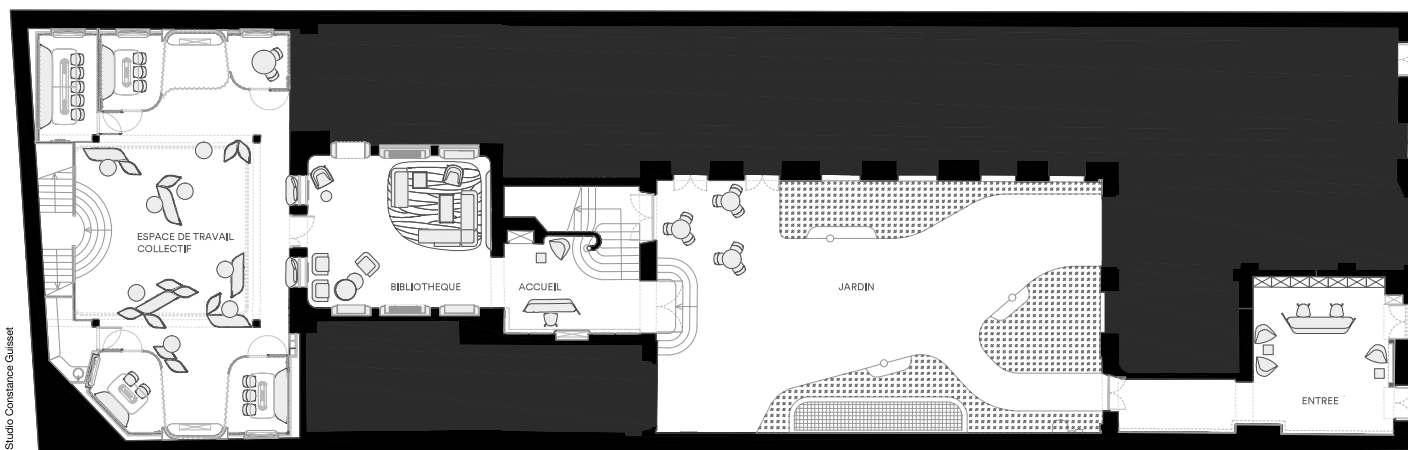 Studio Constance Guisset
ESPACE DE TRAVAIL
COLLECTIF
BIBLIOTHEQUE
ACCUEIL
JARDIN
ENTREE